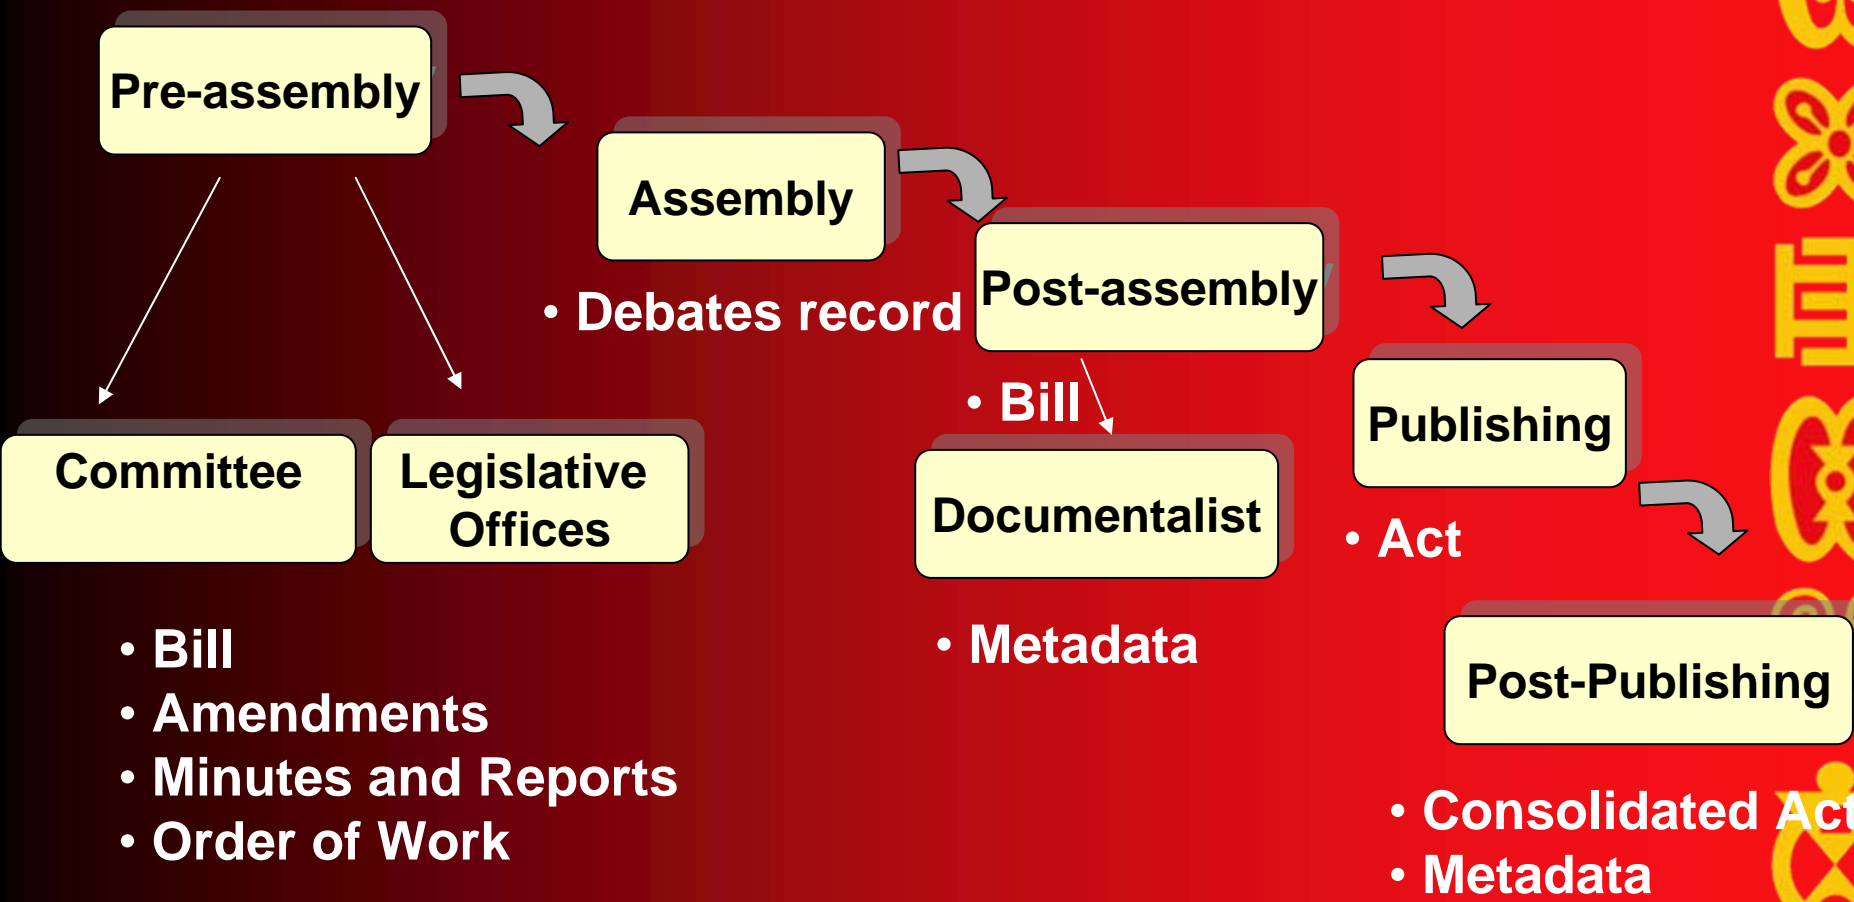 Pre-assembly
Assembly
• Debates record
Post-assembly
• Bill
Publishing
Committee
Legislative
Offices
Documentalist
• Act
• Bill
• Amendments
• Minutes and Reports
• Order of Work
• Metadata
Post-Publishing
• Consolidated Act
• Metadata